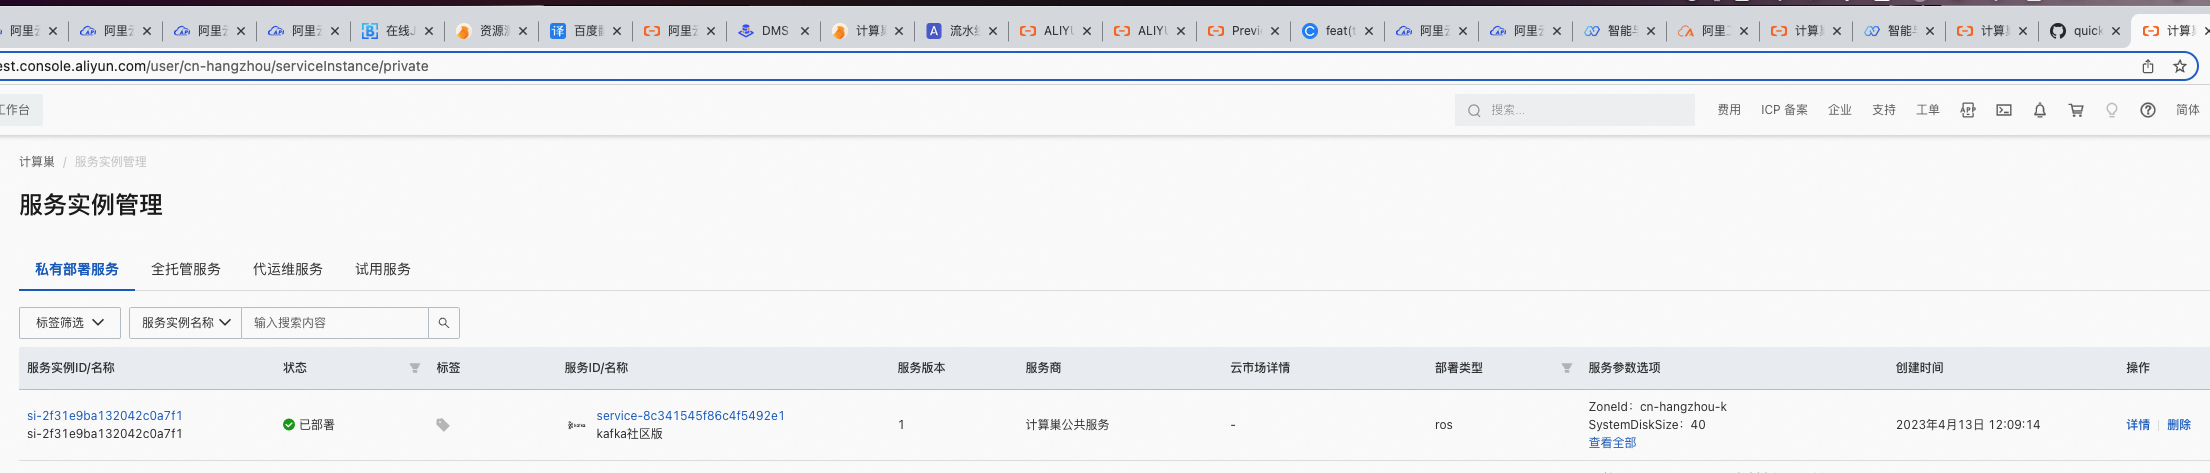 阿里云 阿里云 阿里云 阿里云 在线J 资源 百度 阿里云 DMS 计算 流水 ALIYU ALIYU Previ feat(t 阿里云 阿里云 智能 阿里 计算 智能 计算 quick 计算
est.console.aliyun.com/user/cn-hangzhou/serviceInstance/private
工作台 搜索... 费用 ICP 备案 企业 支持 工单 简体
计算巢 / 服务实例管理
服务实例管理
私有部署服务 全托管服务 代运维服务 试用服务
标签筛选 服务实例名称 输入搜索内容
服务实例ID/名称 状态 标签 服务ID/名称 服务版本 服务商 云市场详情 部署类型 服务参数选项 创建时间 操作
si-2f31e9ba132042c0a7f1
si-2f31e9ba132042c0a7f1
已部署
service-8c341545f86c4f5492e1
kafka社区版
1
计算巢公共服务
-
ros
ZoneId：cn-hangzhou-k
SystemDiskSize：40
查看全部
2023年4月13日 12:09:14
详情 | 删除